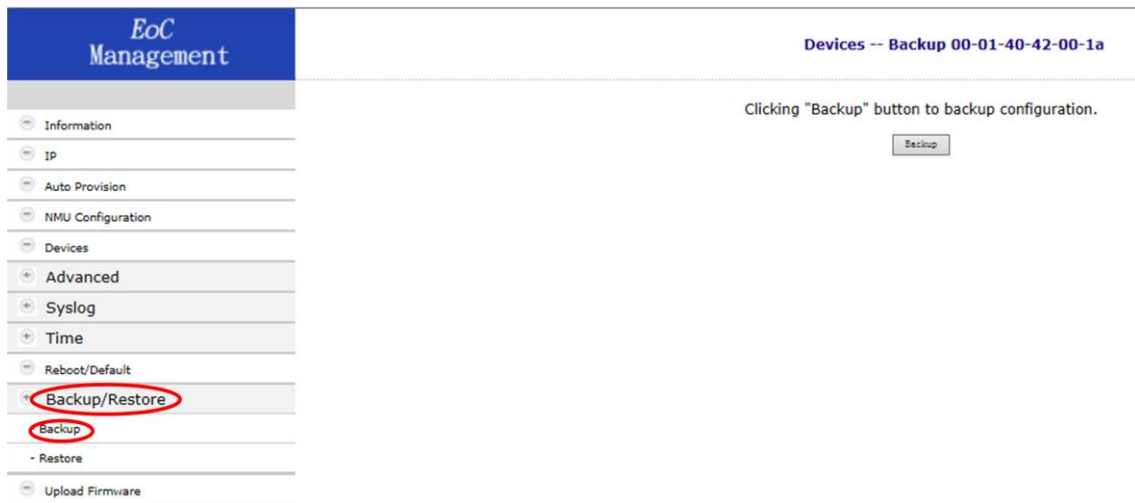 EoC
Management
Devices -- Backup 00-01-40-42-00-1a
Clicking "Backup" button to backup configuration.
Backup
Information
IP
Auto Provision
NMU Configuration
Devices
Advanced
Syslog
Time
Reboot/Default
Backup/Restore
Backup
- Restore
Upload Firmware